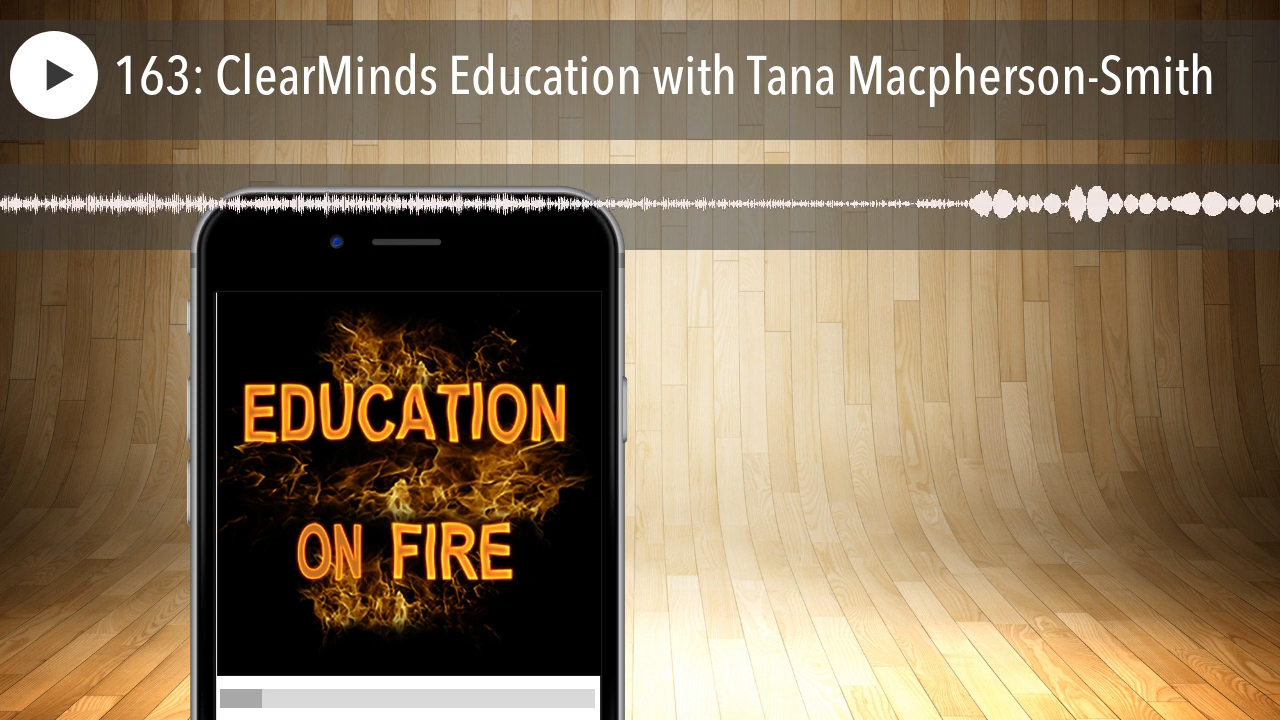 163: ClearMinds Education with Tana Macpherson-Smith
EDUCATION
ON FIRE